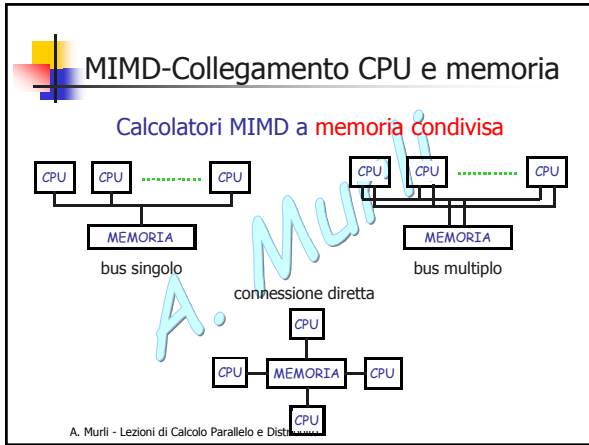 MIMD-Collegamento CPU e memoria
Calcolatori MIMD a memoria condivisa
CPU CPU CPU
MEMORIA
bus singolo
CPU CPU CPU
MEMORIA
bus multiplo
connessione diretta
CPU
CPU MEMORIA CPU
CPU
A. Murli
A. Murli - Lezioni di Calcolo Parallelo e